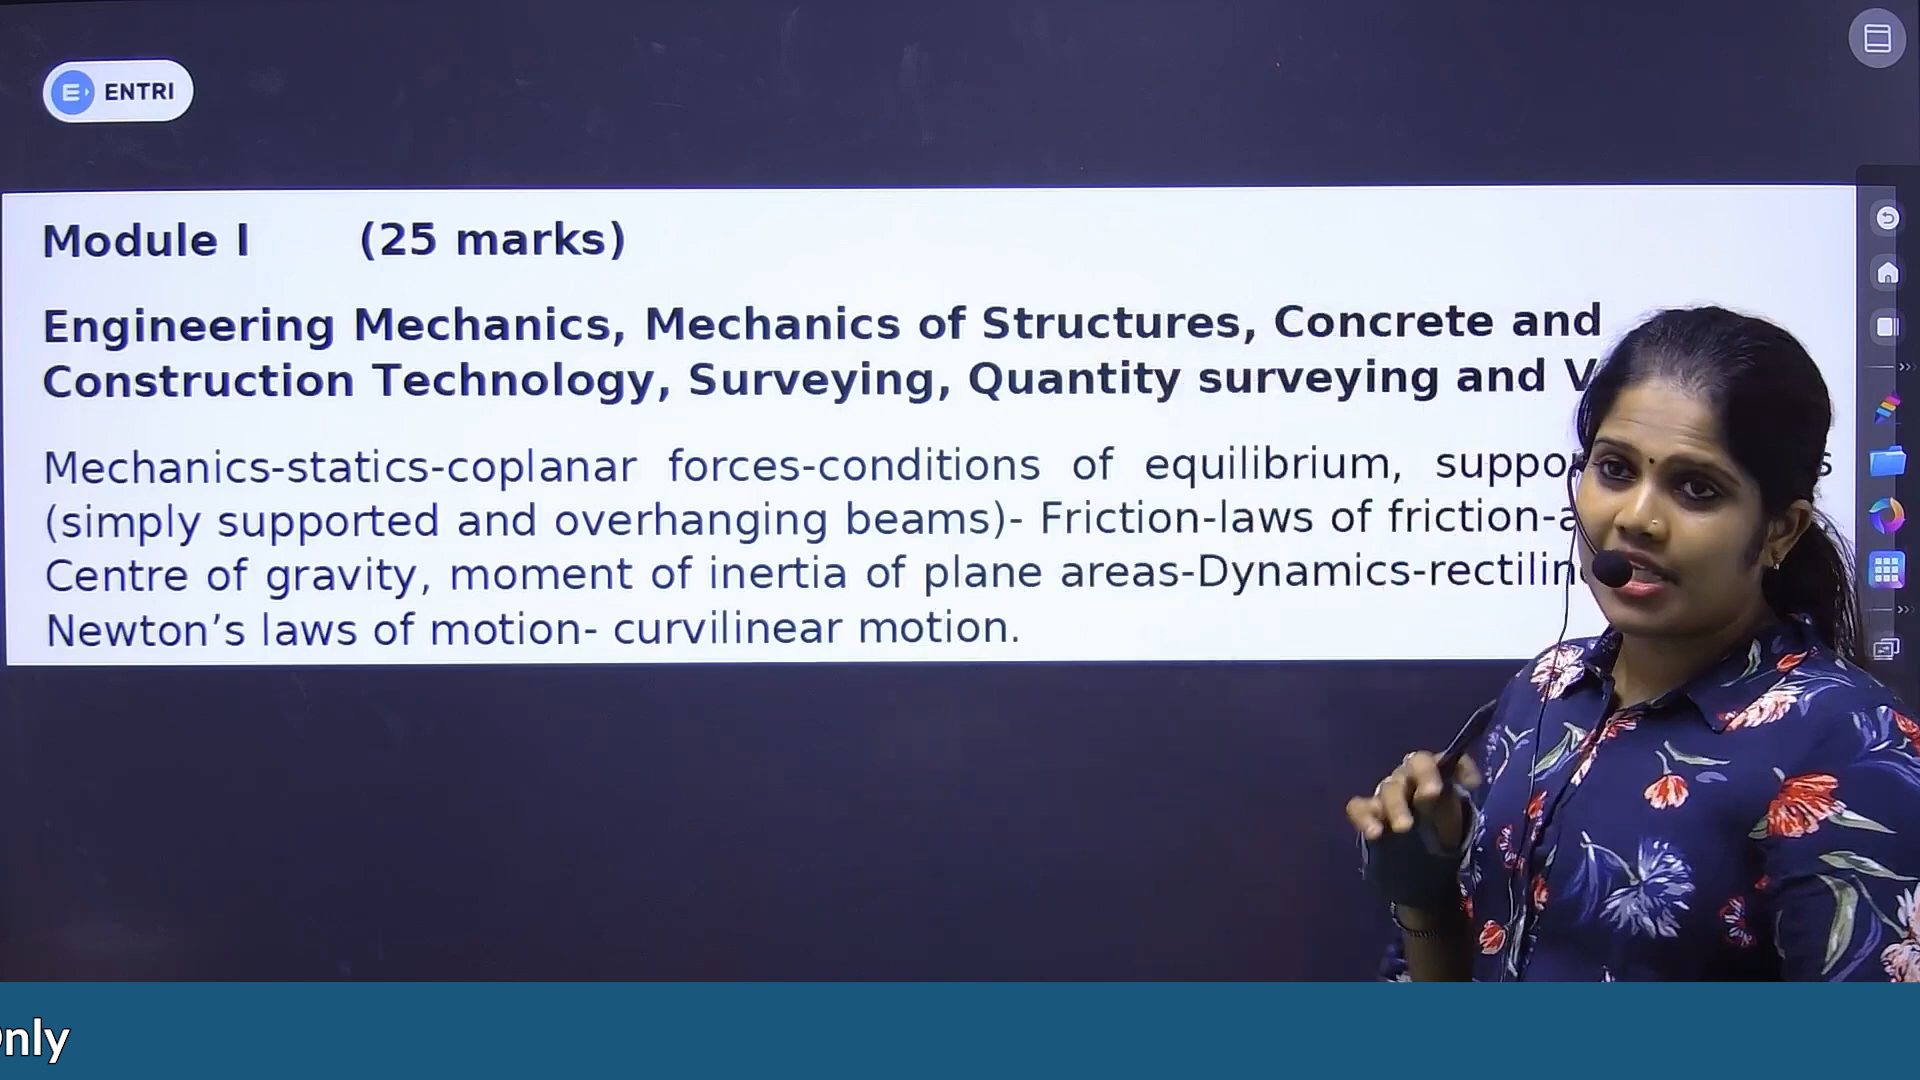 ENTRI
Module I (25 marks)
Engineering Mechanics, Mechanics of Structures, Concrete and
Construction Technology, Surveying, Quantity surveying and
Mechanics-statics-coplanar forces-conditions of equilibrium,
(simply supported and overhanging beams)- Friction-laws of friction-
Centre of gravity, moment of inertia of plane areas-Dynamics-
Newton’s laws of motion- curvilinear motion.